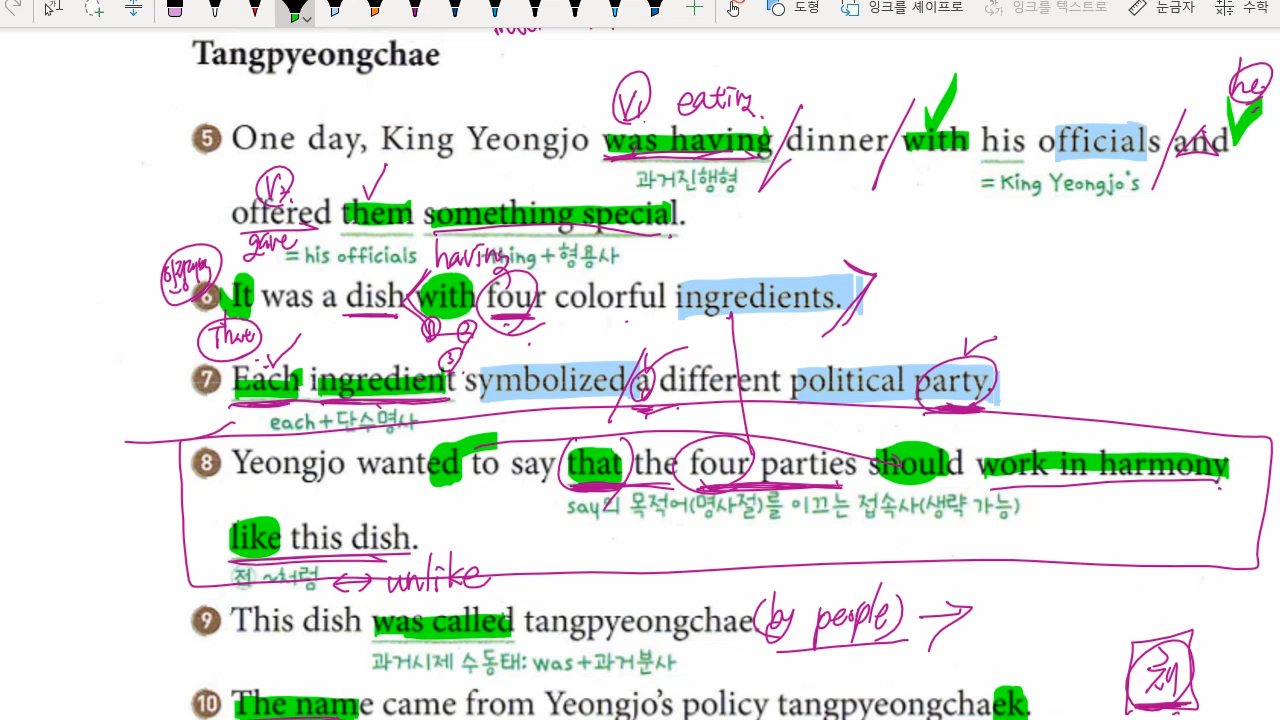 도형 잉크를 셰이프로 잉크를 텍스트로 눈금자 수학
Tangpyeongchae
he
V₁ eating
5 One day, King Yeongjo was having dinner with his officials and
과거진행형 = King Yeongjo's
V₂
offered them something special.
gave = his officials having -thing+형용사
6 It was a dish with four colorful ingredients.
That ① ② ③
7 Each ingredient symbolized a different political party.
each+단수명사
8 Yeongjo wanted to say that the four parties should work in harmony
say의 목적어(명사절)를 이끄는 접속사(생략 가능)
like this dish.
전 ~처럼 ↔ unlike
9 This dish was called tangpyeongchae (by people) →
과거시제 수동태: was+과거분사
10 The name came from Yeongjo's policy tangpyeongchaek.